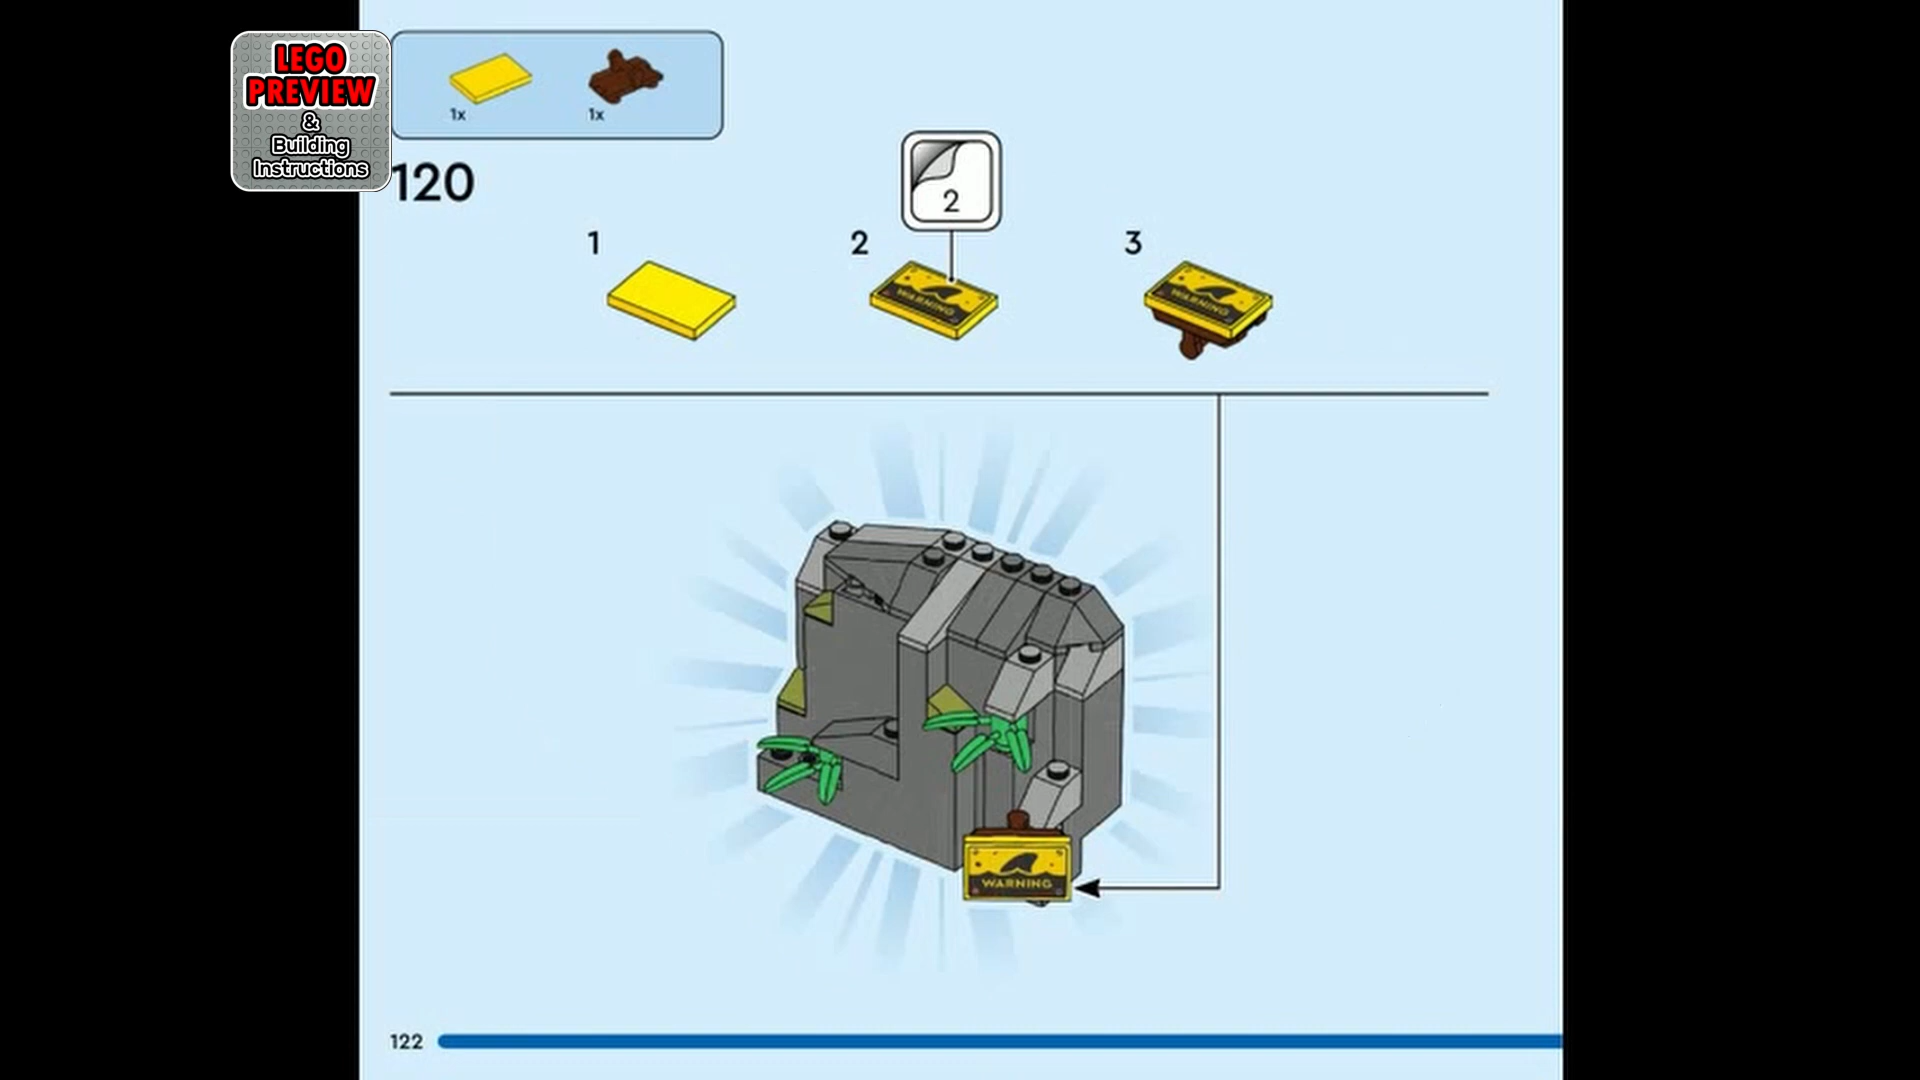 LEGO
PREVIEW
&
Building
Instructions
1x 1x
120
2
1 2 3
WARNING WARNING
WARNING
122